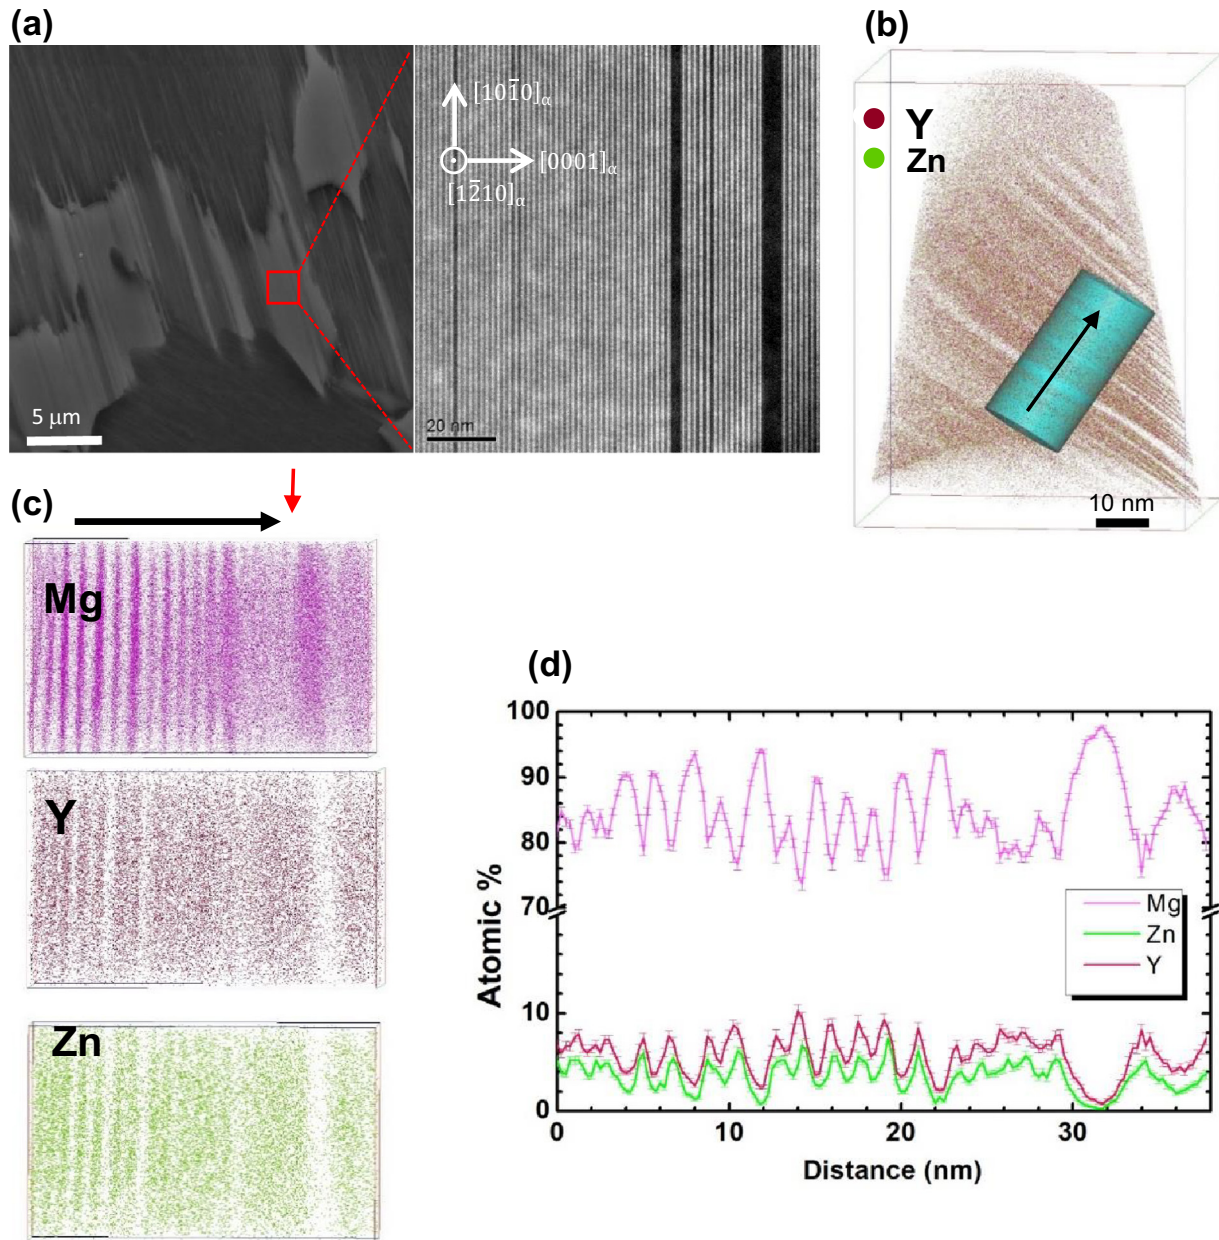 (a)
[101̅0]α
[0001]α
[12̅10]α
5 μm
20 nm
(b)
Y
Zn
10 nm
(c)
Mg
Y
Zn
(d)
100
90
80
70
10
0
Atomic %
Mg
Zn
Y
0
10
20
30
Distance (nm)